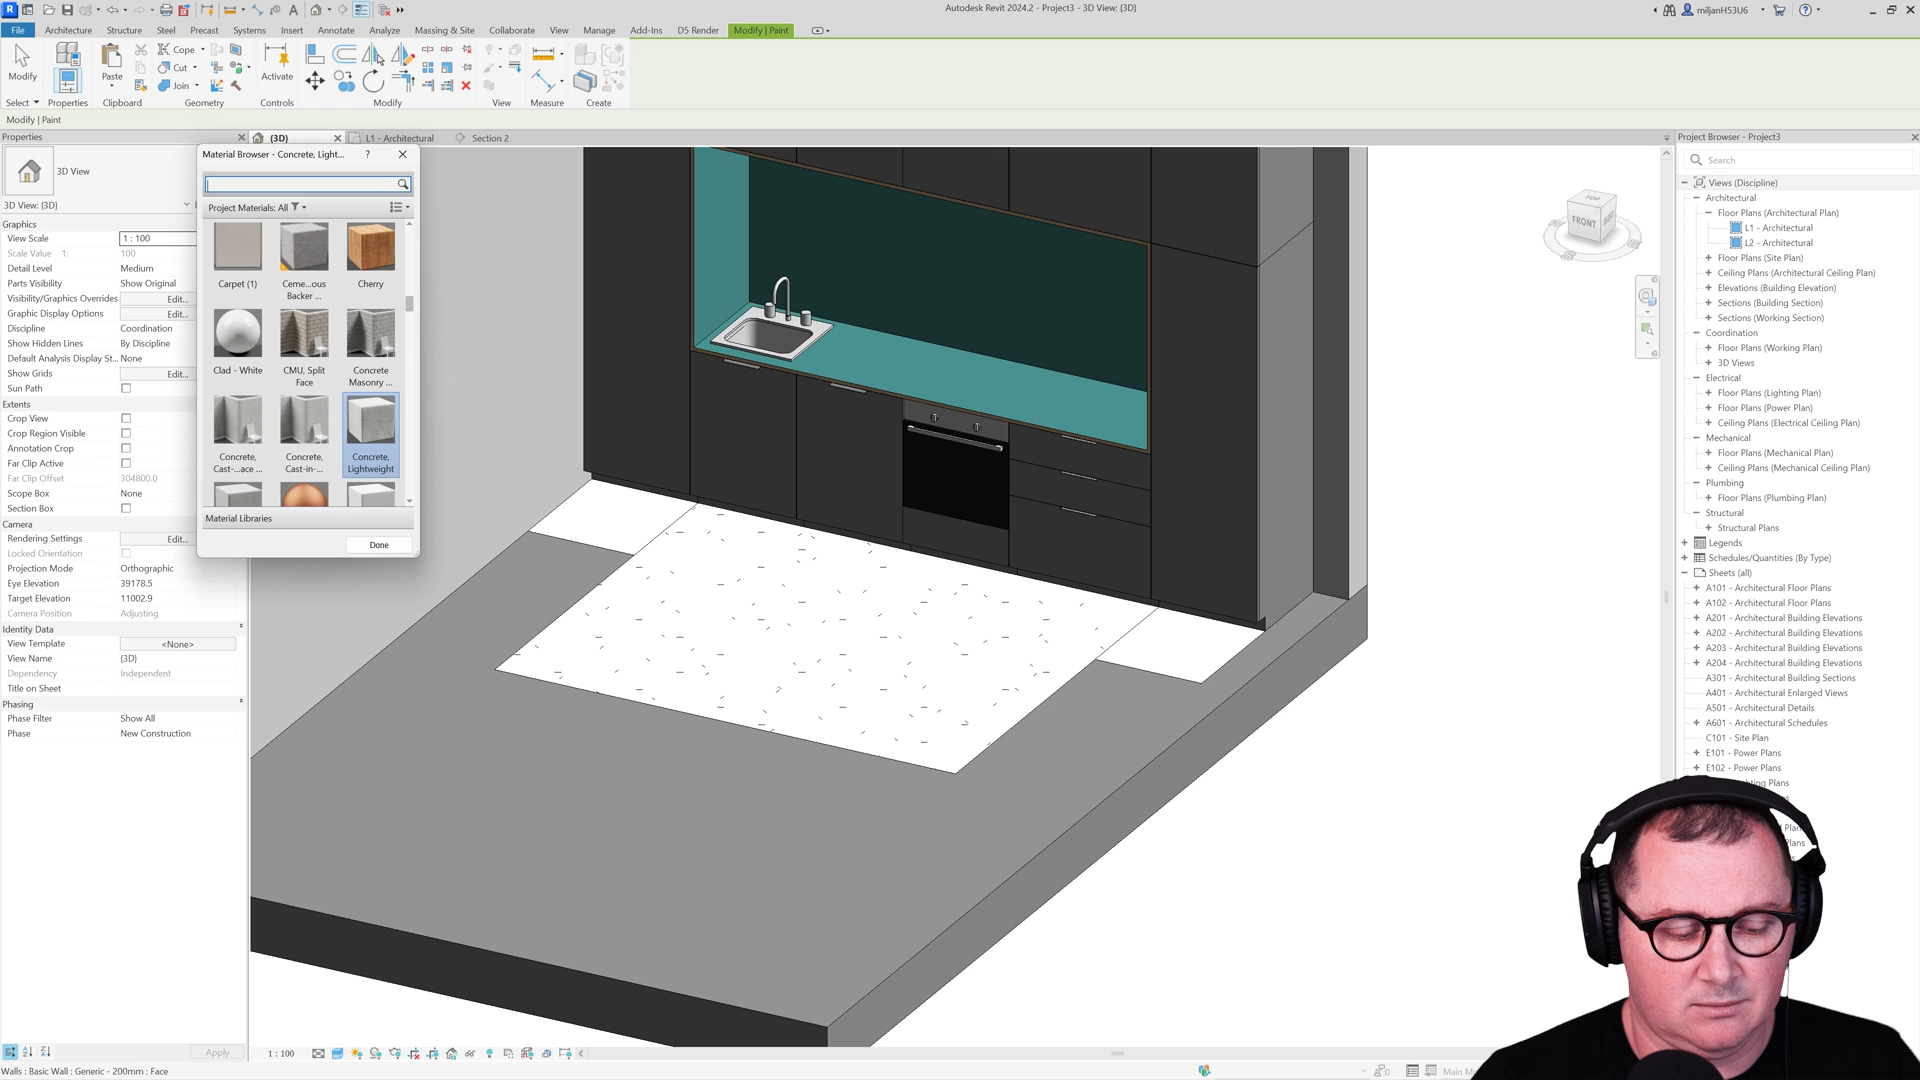 Autodesk Revit 2024.2 - Project3 - 3D View: {3D}
miljanH53U6
File
Architecture
Structure
Steel
Precast
Systems
Insert
Annotate
Analyze
Massing & Site
Collaborate
View
Manage
Add-Ins
D5 Render
Modify | Paint
Modify
Paste
Cope
Cut
Join
Activate
Select
Properties
Clipboard
Geometry
Controls
Modify
View
Measure
Create
Modify | Paint
Properties
{3D}
L1 - Architectural
Section 2
Project Browser - Project3
3D View
3D View: {3D}
Graphics
View Scale 1 : 100
Scale Value 1: 100
Detail Level Medium
Parts Visibility Show Original
Visibility/Graphics Overrides Edit...
Graphic Display Options Edit...
Discipline Coordination
Show Hidden Lines By Discipline
Default Analysis Display St... None
Show Grids Edit...
Sun Path
Extents
Crop View
Crop Region Visible
Annotation Crop
Far Clip Active
Far Clip Offset 304800.0
Scope Box None
Section Box
Camera
Rendering Settings Edit...
Locked Orientation
Projection Mode Orthographic
Eye Elevation 39178.5
Target Elevation 11002.9
Camera Position Adjusting
Identity Data
View Template <None>
View Name {3D}
Dependency Independent
Title on Sheet
Phasing
Phase Filter Show All
Phase New Construction
Apply
Material Browser - Concrete, Light...
?
Project Materials: All
Carpet (1)
Ceme...ous
Backer ...
Cherry
Clad - White
CMU, Split
Face
Concrete
Masonry ...
Concrete,
Cast-...ace ...
Concrete,
Cast-in-...
Concrete,
Lightweight
Material Libraries
Done
TOP
FRONT
Search
Views (Discipline)
Architectural
Floor Plans (Architectural Plan)
L1 - Architectural
L2 - Architectural
Floor Plans (Site Plan)
Ceiling Plans (Architectural Ceiling Plan)
Elevations (Building Elevation)
Sections (Building Section)
Sections (Working Section)
Coordination
Floor Plans (Working Plan)
3D Views
Electrical
Floor Plans (Lighting Plan)
Floor Plans (Power Plan)
Ceiling Plans (Electrical Ceiling Plan)
Mechanical
Floor Plans (Mechanical Plan)
Ceiling Plans (Mechanical Ceiling Plan)
Plumbing
Floor Plans (Plumbing Plan)
Structural
Structural Plans
Legends
Schedules/Quantities (By Type)
Sheets (all)
A101 - Architectural Floor Plans
A102 - Architectural Floor Plans
A201 - Architectural Building Elevations
A202 - Architectural Building Elevations
A203 - Architectural Building Elevations
A204 - Architectural Building Elevations
A301 - Architectural Building Sections
A401 - Architectural Enlarged Views
A501 - Architectural Details
A601 - Architectural Schedules
C101 - Site Plan
E101 - Power Plans
E102 - Power Plans
Plans
Plans
Plans
1 : 100
Walls : Basic Wall : Generic - 200mm : Face
:0
Main M